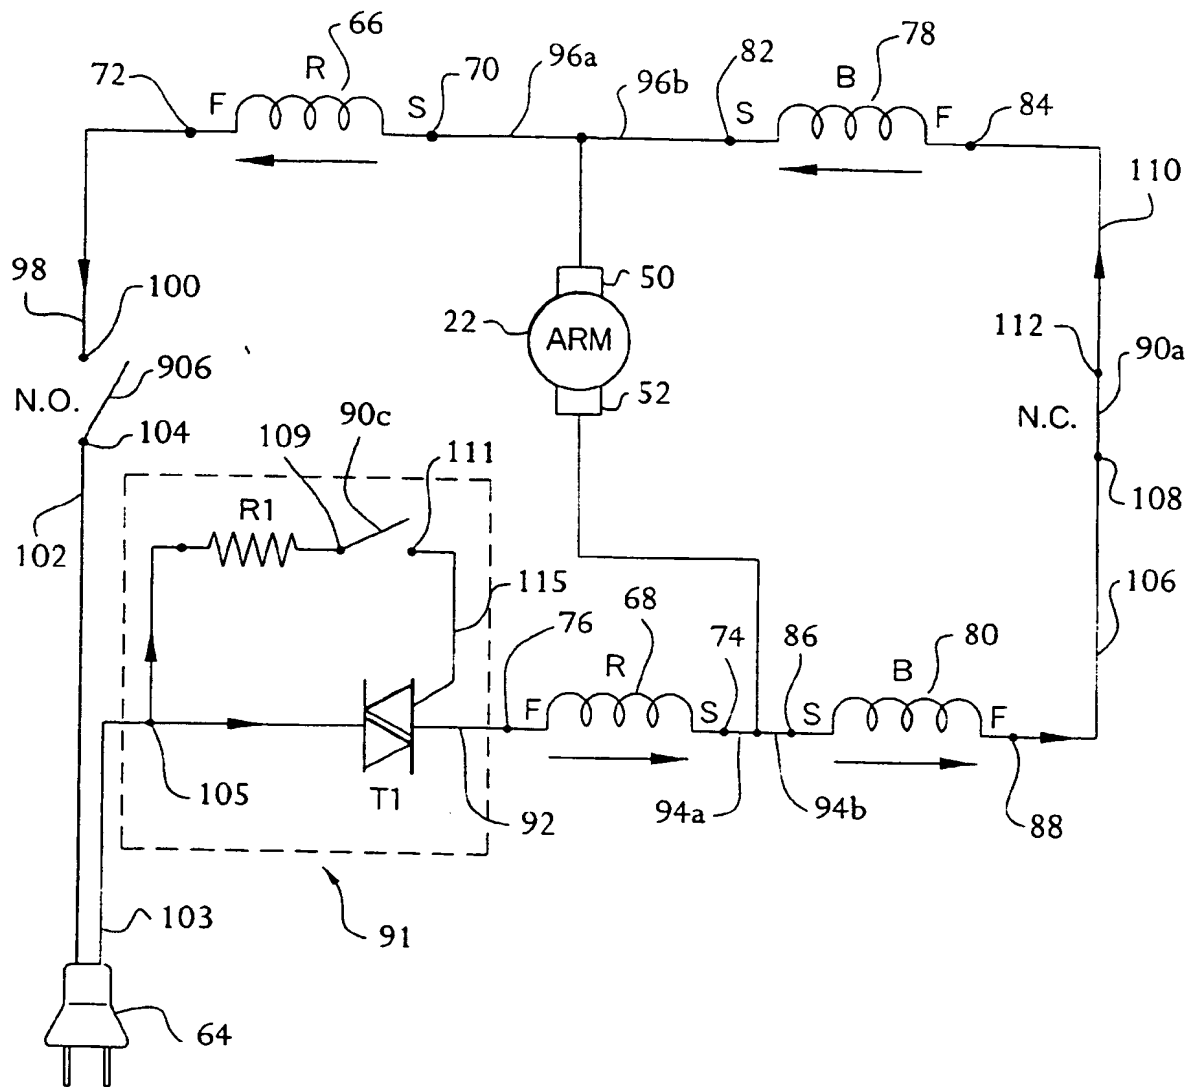 66 96a 82 78
72 F R S 70 96b S B F 84
110
98 100 50
22 ARM 112 90a
906 52
N.O. N.C.
104 109 90c 111 108
102 R1
115 106
76 68 74 86 80
F R S S B F
105 T1 92 94a 94b 88
103 91
64